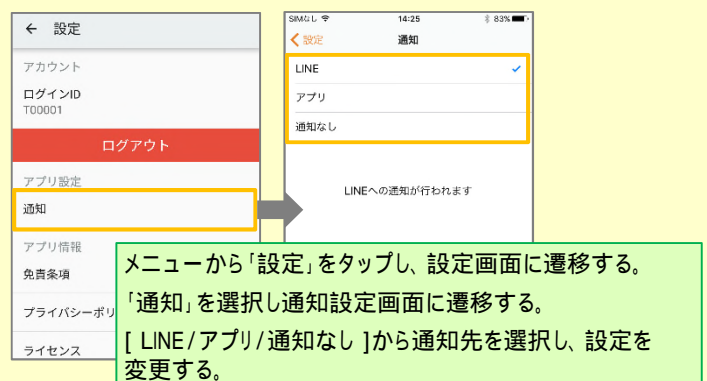 ← 設定
アカウント
ログインID
T00001
ログアウト
アプリ設定
通知
アプリ情報
免責条項
プライバシーポリ
ライセンス
SIMなし 14:25 83%
設定 通知
LINE
アプリ
通知なし
LINEへの通知が行われます
メニューから「設定」をタップし、設定画面に遷移する。
「通知」を選択し通知設定画面に遷移する。
[ LINE/アプリ/通知なし ]から通知先を選択し、設定を
変更する。